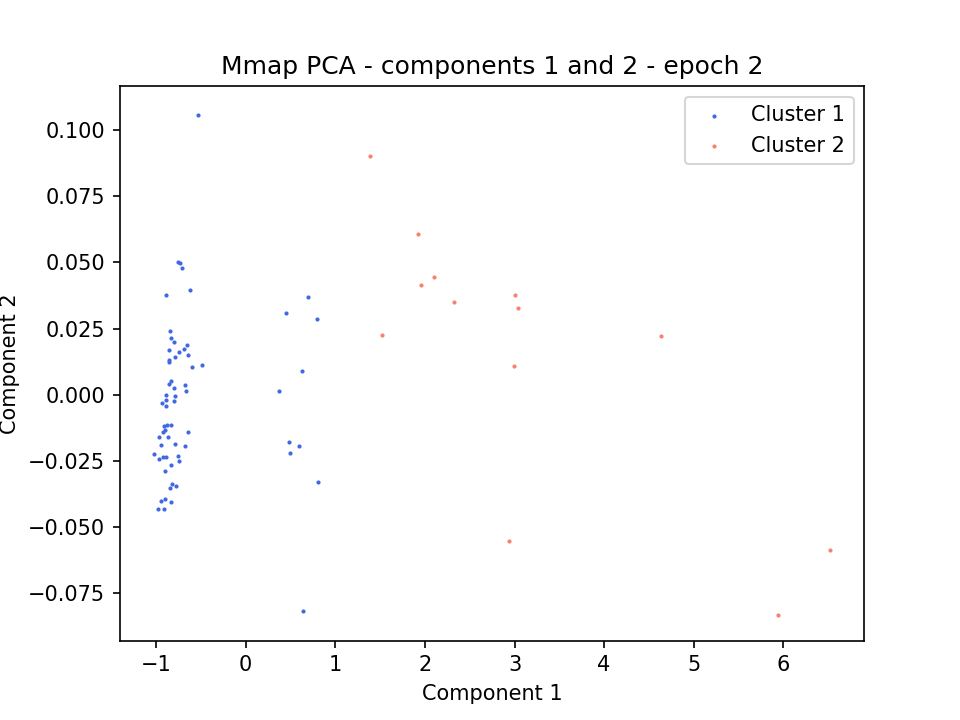 Mmap PCA - components 1 and 2 - epoch 2
Cluster 1
Cluster 2
0.100
0.075
0.050
0.025
0.000
−0.025
−0.050
−0.075
Component 2
−1 0 1 2 3 4 5 6
Component 1